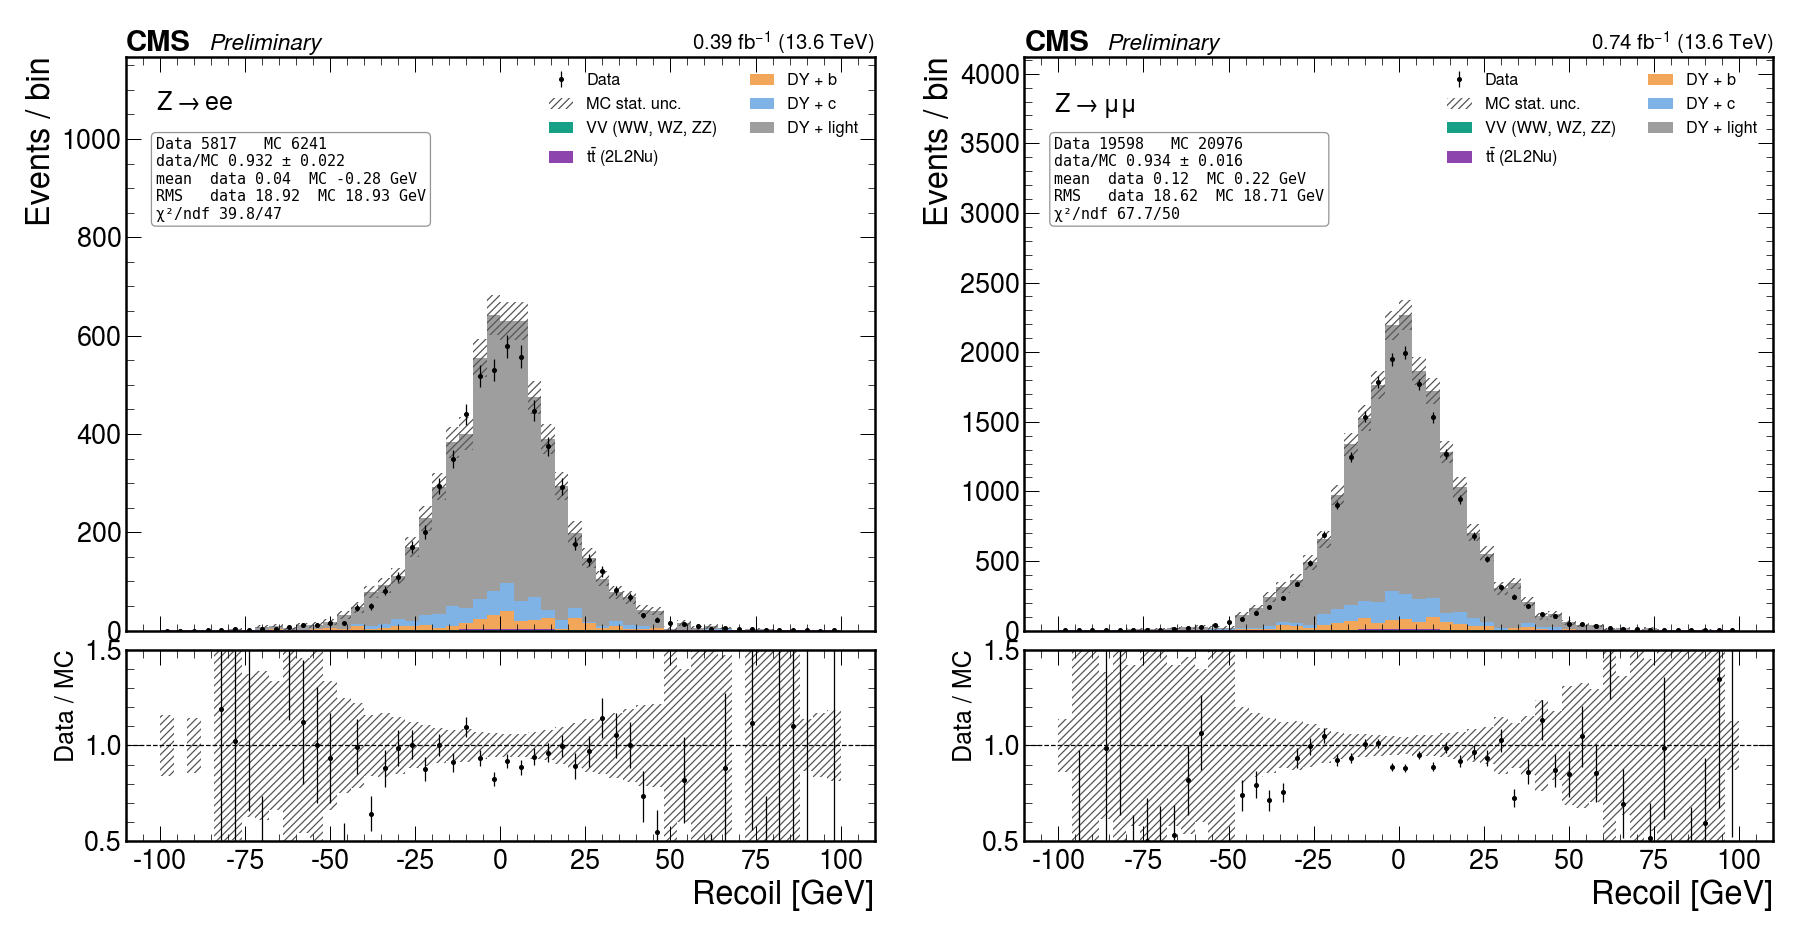 CMS Preliminary 0.39 fb⁻¹ (13.6 TeV)
Events / bin
Z → ee
Data
MC stat. unc.
VV (WW, WZ, ZZ)
tt̄ (2L2Nu)
DY + b
DY + c
DY + light
Data 5817 MC 6241
data/MC 0.932 ± 0.022
mean data 0.04 MC -0.28 GeV
RMS data 18.92 MC 18.93 GeV
χ²/ndf 39.8/47
1000
800
600
400
200
0
Data / MC
1.5
1.0
0.5
-100 -75 -50 -25 0 25 50 75 100
Recoil [GeV]
CMS Preliminary 0.74 fb⁻¹ (13.6 TeV)
Events / bin
Z → μμ
Data
MC stat. unc.
VV (WW, WZ, ZZ)
tt̄ (2L2Nu)
DY + b
DY + c
DY + light
Data 19598 MC 20976
data/MC 0.934 ± 0.016
mean data 0.12 MC 0.22 GeV
RMS data 18.62 MC 18.71 GeV
χ²/ndf 67.7/50
4000
3500
3000
2500
2000
1500
1000
500
0
Data / MC
1.5
1.0
0.5
-100 -75 -50 -25 0 25 50 75 100
Recoil [GeV]